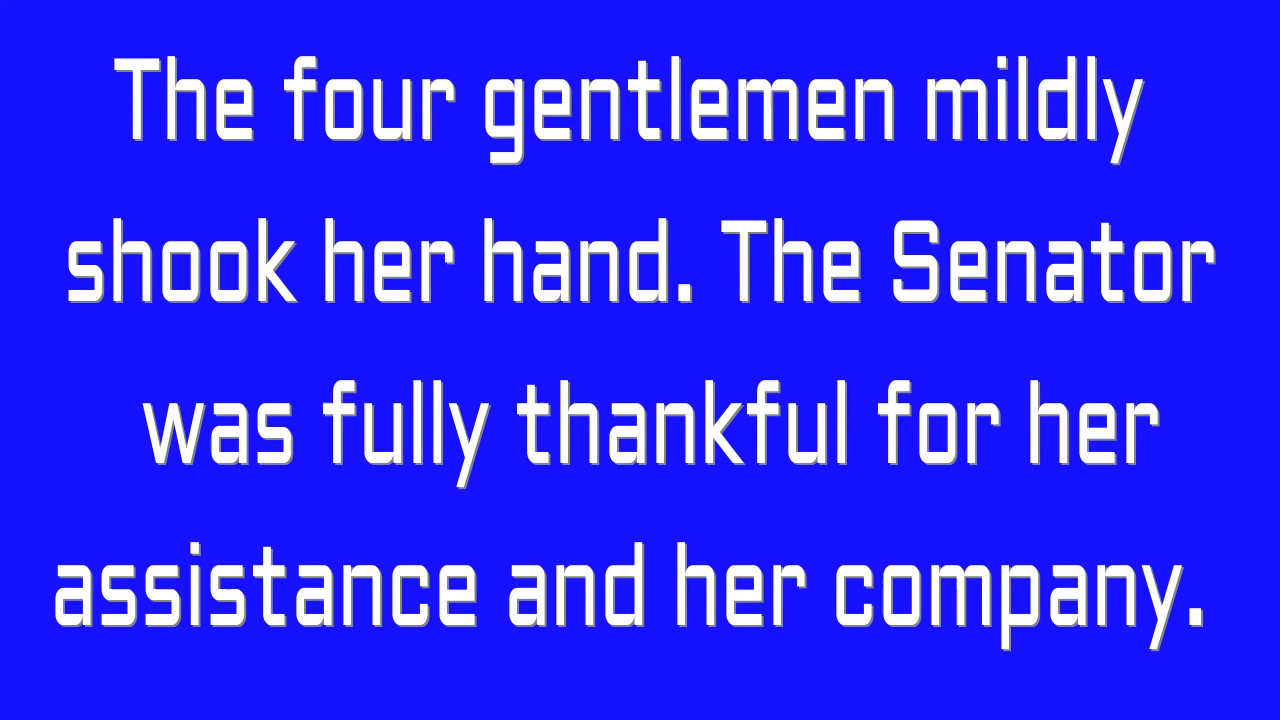 The four gentlemen mildly
shook her hand. The Senator
was fully thankful for her
assistance and her company.